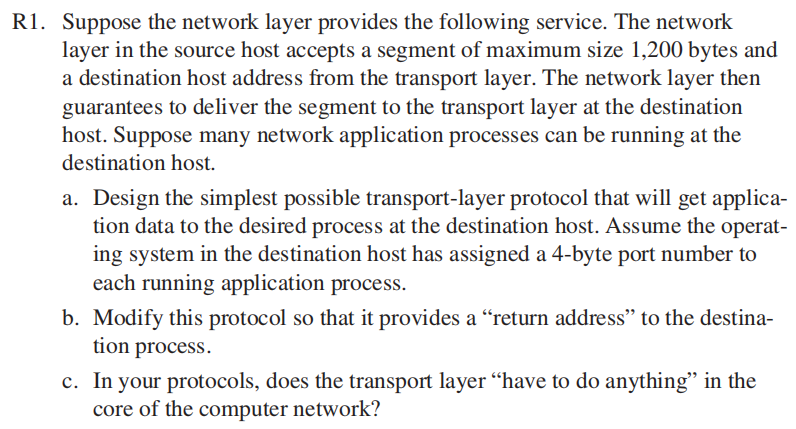 R1. Suppose the network layer provides the following service. The network
layer in the source host accepts a segment of maximum size 1,200 bytes and
a destination host address from the transport layer. The network layer then
guarantees to deliver the segment to the transport layer at the destination
host. Suppose many network application processes can be running at the
destination host.
a. Design the simplest possible transport-layer protocol that will get applica-
tion data to the desired process at the destination host. Assume the operat-
ing system in the destination host has assigned a 4-byte port number to
each running application process.
b. Modify this protocol so that it provides a “return address” to the destina-
tion process.
c. In your protocols, does the transport layer “have to do anything” in the
core of the computer network?